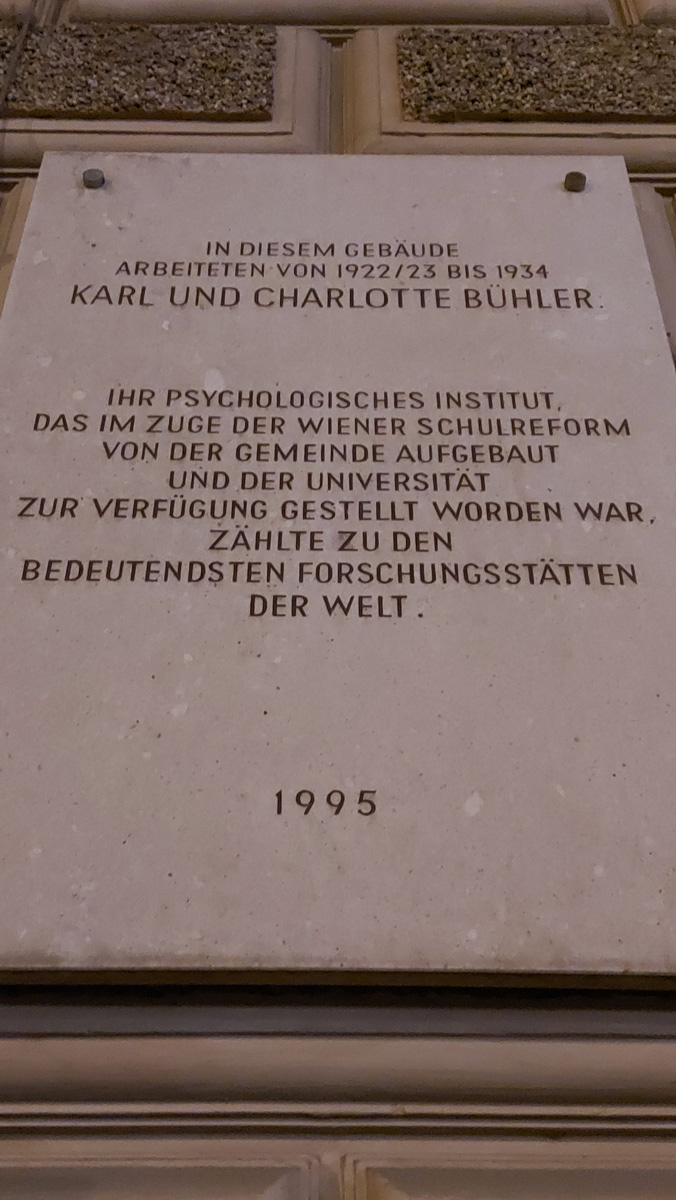 IN DIESEM GEBÄUDE
ARBEITETEN VON 1922/23 BIS 1934
KARL UND CHARLOTTE BÜHLER.
IHR PSYCHOLOGISCHES INSTITUT,
DAS IM ZUGE DER WIENER SCHULREFORM
VON DER GEMEINDE AUFGEBAUT
UND DER UNIVERSITÄT
ZUR VERFÜGUNG GESTELLT WORDEN WAR,
ZÄHLTE ZU DEN
BEDEUTENDSTEN FORSCHUNGSSTÄTTEN
DER WELT.
1995